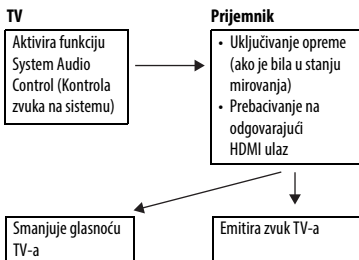 TV
Aktivira funkciju
System Audio
Control (Kontrola
zvuka na sistemu)
Prijemnik
• Uključivanje opreme
(ako je bila u stanju
mirovanja)
• Prebacivanje na
odgovarajući
HDMI ulaz
Smanjuje glasnoću
TV-a
Emitira zvuk TV-a